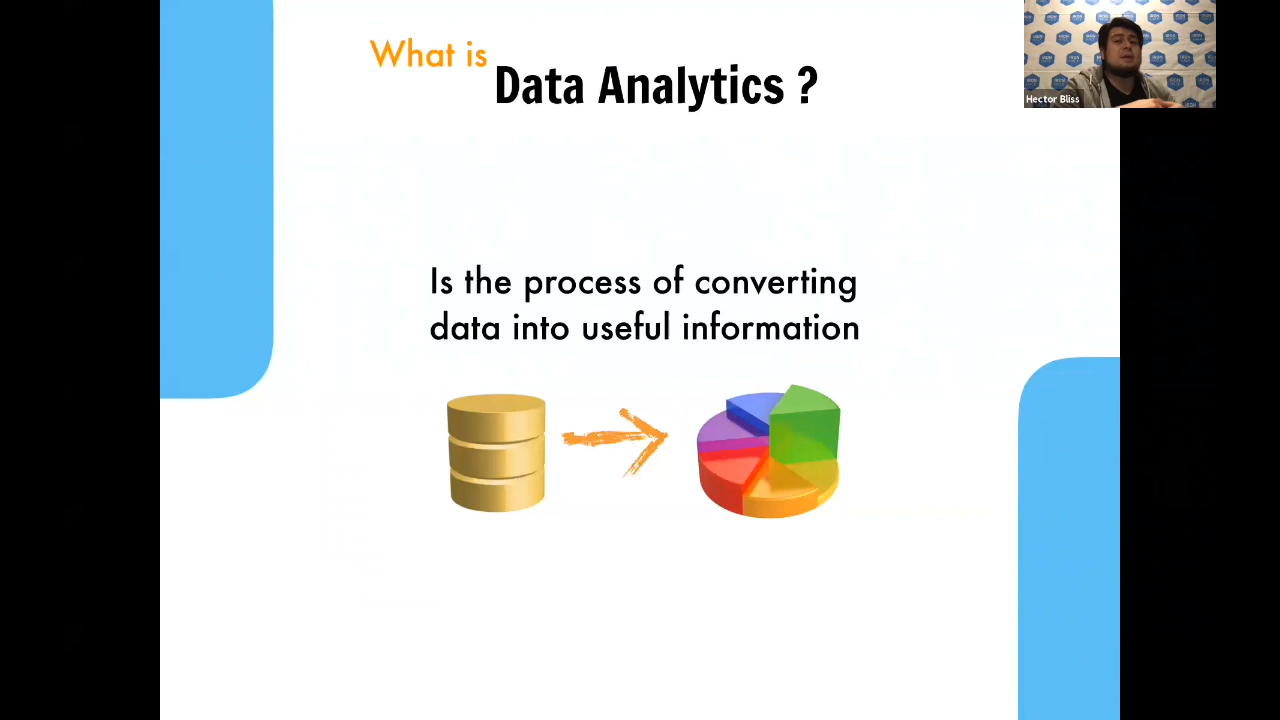 What is
Data Analytics ?
Is the process of converting
data into useful information
Hector Bliss